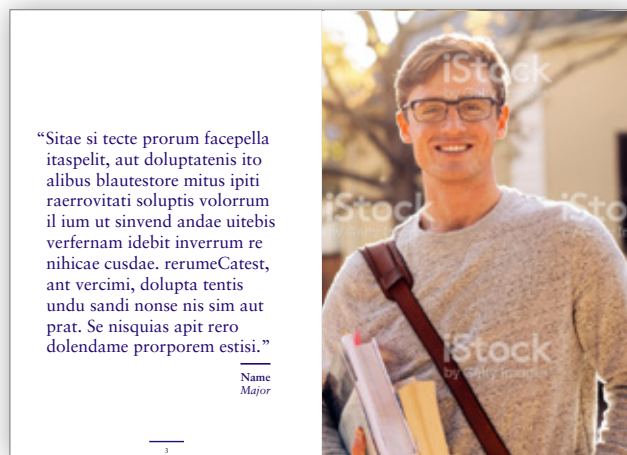 “Sitae si tecte prorum facepella
itaspelit, aut doluptatenis ito
alibus blautestore mitus ipiti
raerrovitati soluptis volorrum
il ium ut sinvend andae uitebis
verfernam idebit inverrum re
nihicae cusdae. rerumeCatest,
ant vercimi, dolupta tentis
undu sandi nonse nis sim aut
prat. Se nisquias apit rero
dolendame prorporem estisi.”
Name
Major
3
iStock
iStock
iStock
iStock
by Getty Images